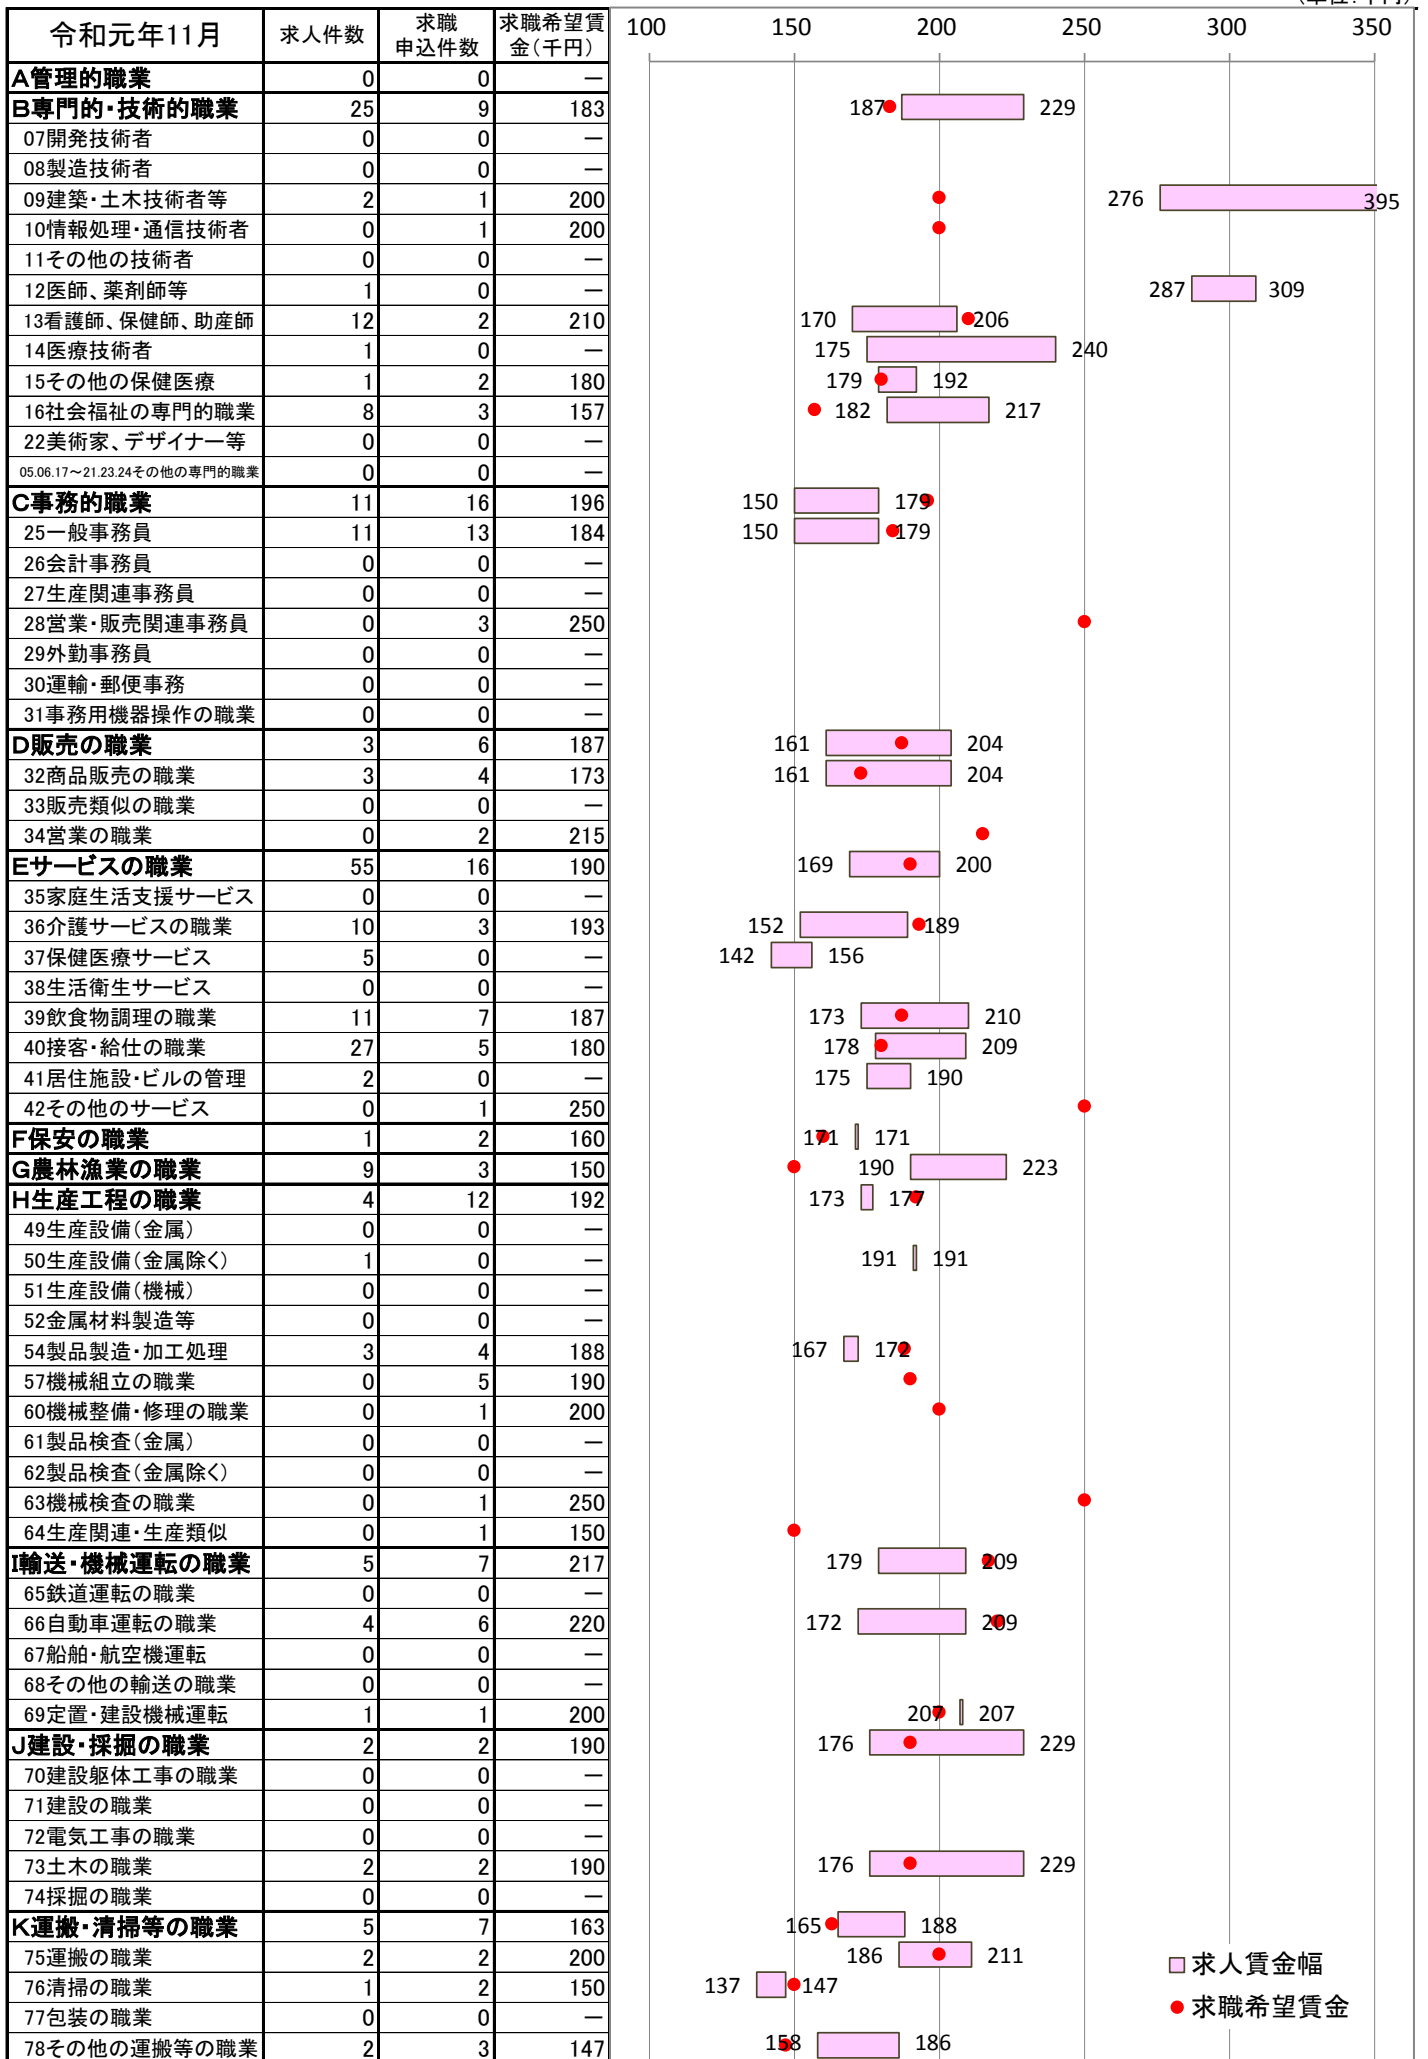 (単位:千円)
令和元年11月 求人件数 求職申込件数 求職希望賃金(千円) 100 150 200 250 300 350
A管理的職業 0 0 —
B専門的・技術的職業 25 9 183 187 229
07開発技術者 0 0 —
08製造技術者 0 0 —
09建築・土木技術者等 2 1 200 276 395
10情報処理・通信技術者 0 1 200
11その他の技術者 0 0 —
12医師、薬剤師等 1 0 — 287 309
13看護師、保健師、助産師 12 2 210 170 206
14医療技術者 1 0 — 175 240
15その他の保健医療 1 2 180 179 192
16社会福祉の専門的職業 8 3 157 182 217
22美術家、デザイナー等 0 0 —
05.06.17～21.23.24その他の専門的職業 0 0 —
C事務的職業 11 16 196 150 179
25一般事務員 11 13 184 150 179
26会計事務員 0 0 —
27生産関連事務員 0 0 —
28営業・販売関連事務員 0 3 250
29外勤事務員 0 0 —
30運輸・郵便事務 0 0 —
31事務用機器操作の職業 0 0 —
D販売の職業 3 6 187 161 204
32商品販売の職業 3 4 173 161 204
33販売類似の職業 0 0 —
34営業の職業 0 2 215
Eサービスの職業 55 16 190 169 200
35家庭生活支援サービス 0 0 —
36介護サービスの職業 10 3 193 152 189
37保健医療サービス 5 0 — 142 156
38生活衛生サービス 0 0 —
39飲食物調理の職業 11 7 187 173 210
40接客・給仕の職業 27 5 180 178 209
41居住施設・ビルの管理 2 0 — 175 190
42その他のサービス 0 1 250
F保安の職業 1 2 160 171 171
G農林漁業の職業 9 3 150 190 223
H生産工程の職業 4 12 192 173 177
49生産設備(金属) 0 0 —
50生産設備(金属除く) 1 0 — 191 191
51生産設備(機械) 0 0 —
52金属材料製造等 0 0 —
54製品製造・加工処理 3 4 188 167 172
57機械組立の職業 0 5 190
60機械整備・修理の職業 0 1 200
61製品検査(金属) 0 0 —
62製品検査(金属除く) 0 0 —
63機械検査の職業 0 1 250
64生産関連・生産類似 0 1 150
I輸送・機械運転の職業 5 7 217 179 209
65鉄道運転の職業 0 0 —
66自動車運転の職業 4 6 220 172 209
67船舶・航空機運転 0 0 —
68その他の輸送の職業 0 0 —
69定置・建設機械運転 1 1 200 207 207
J建設・採掘の職業 2 2 190 176 229
70建設躯体工事の職業 0 0 —
71建設の職業 0 0 —
72電気工事の職業 0 0 —
73土木の職業 2 2 190 176 229
74採掘の職業 0 0 —
K運搬・清掃等の職業 5 7 163 165 188
75運搬の職業 2 2 200 186 211
76清掃の職業 1 2 150 137 147
77包装の職業 0 0 —
78その他の運搬等の職業 2 3 147 158 186
求人賃金幅
求職希望賃金